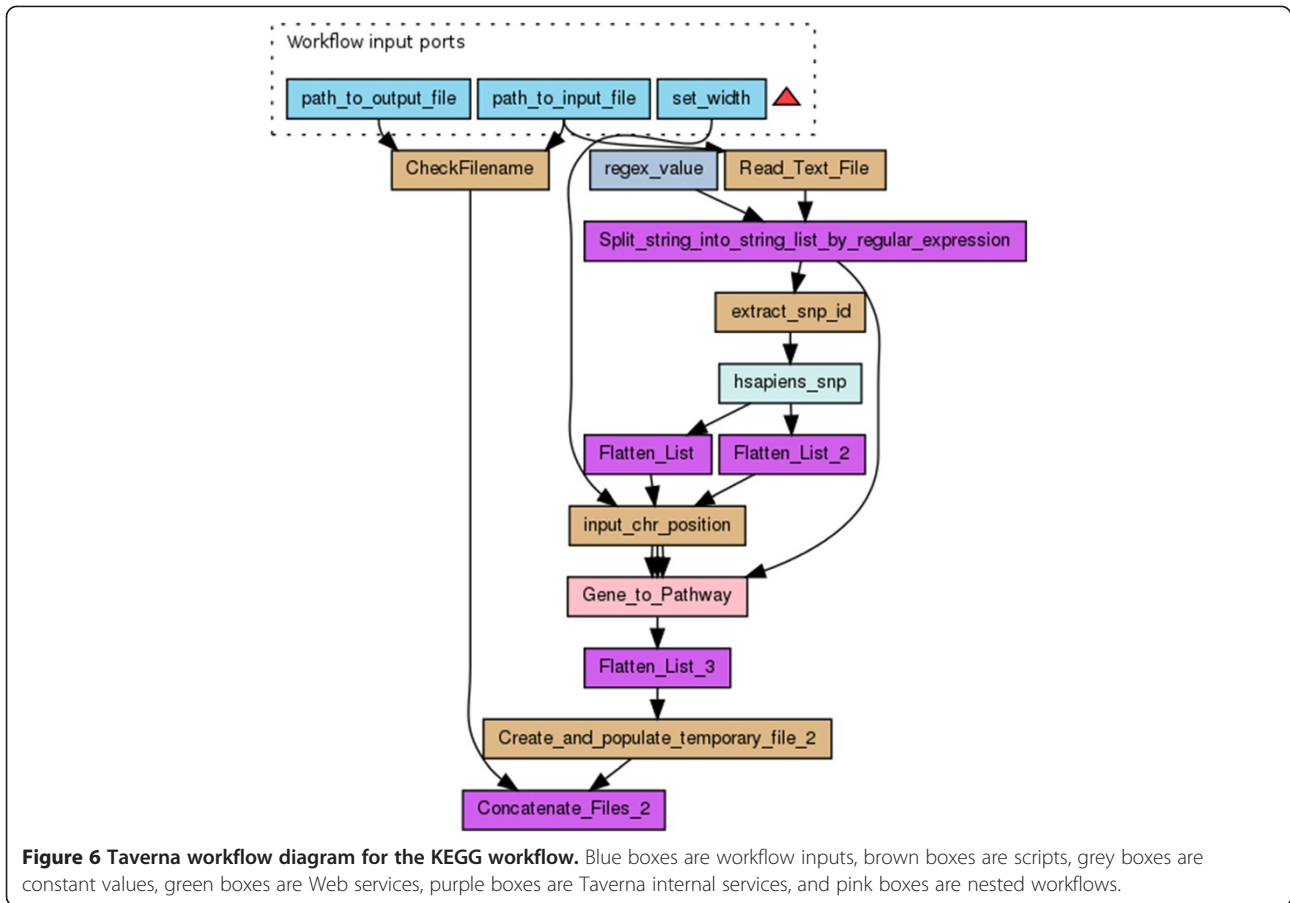 Workflow input ports
path_to_output_file path_to_input_file set_width
CheckFilename regex_value Read_Text_File
Split_string_into_string_list_by_regular_expression
extract_snp_id
hsapiens_snp
Flatten_List Flatten_List_2
input_chr_position
Gene_to_Pathway
Flatten_List_3
Create_and_populate_temporary_file_2
Concatenate_Files_2
Figure 6 Taverna workflow diagram for the KEGG workflow. Blue boxes are workflow inputs, brown boxes are scripts, grey boxes are
constant values, green boxes are Web services, purple boxes are Taverna internal services, and pink boxes are nested workflows.